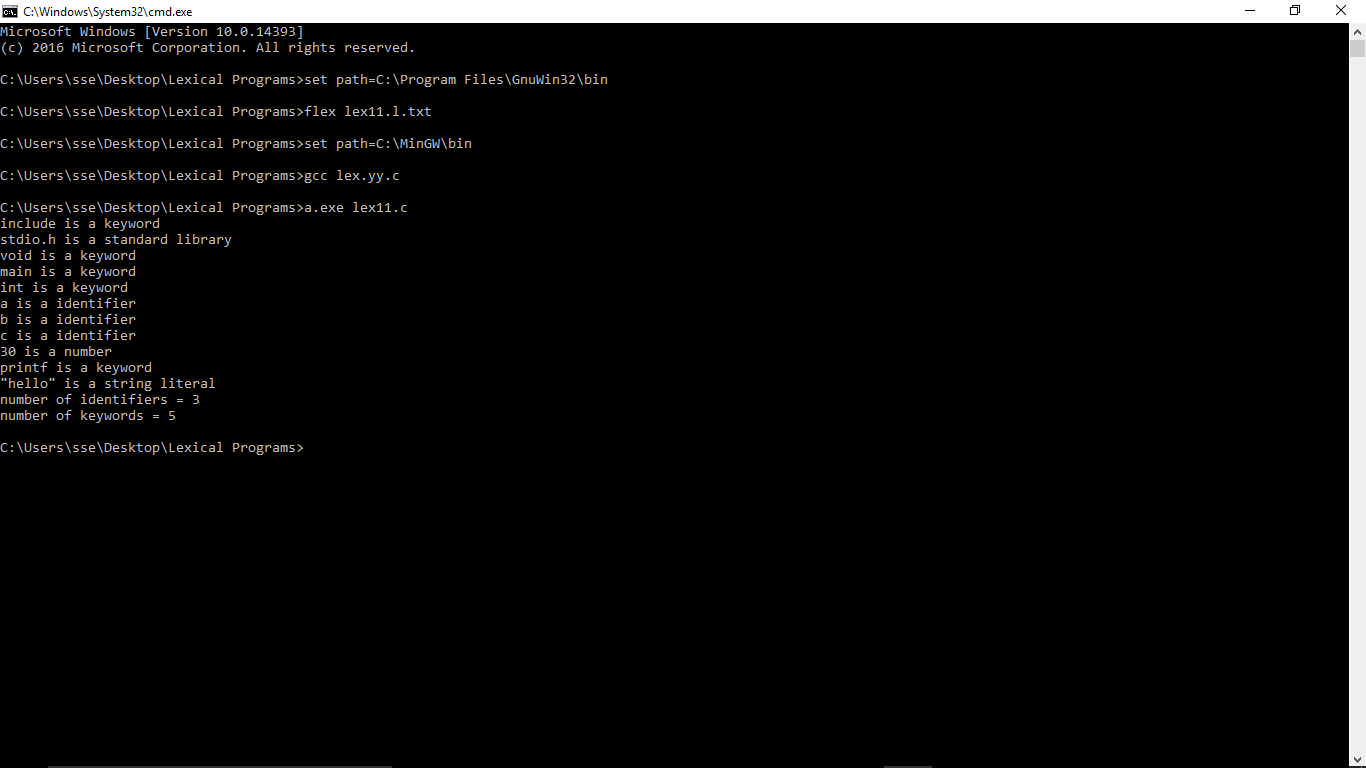 C:\Windows\System32\cmd.exe
Microsoft Windows [Version 10.0.14393]
(c) 2016 Microsoft Corporation. All rights reserved.
C:\Users\sse\Desktop\Lexical Programs>set path=C:\Program Files\GnuWin32\bin
C:\Users\sse\Desktop\Lexical Programs>flex lex11.l.txt
C:\Users\sse\Desktop\Lexical Programs>set path=C:\MinGW\bin
C:\Users\sse\Desktop\Lexical Programs>gcc lex.yy.c
C:\Users\sse\Desktop\Lexical Programs>a.exe lex11.c
include is a keyword
stdio.h is a standard library
void is a keyword
main is a keyword
int is a keyword
a is a identifier
b is a identifier
c is a identifier
30 is a number
printf is a keyword
"hello" is a string literal
number of identifiers = 3
number of keywords = 5
C:\Users\sse\Desktop\Lexical Programs>